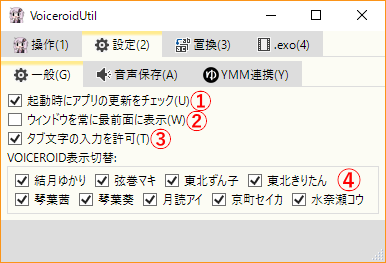 VoiceroidUtil
操作(1) 設定(2) 置換(3) .exo(4)
一般(G) 音声保存(A) ゆ YMM連携(Y)
起動時にアプリの更新をチェック(U) ①
ウィンドウを常に最前面に表示(W) ②
タブ文字の入力を許可(T) ③
VOICEROID表示切替:
結月ゆかり 弦巻マキ 東北ずん子 東北きりたん ④
琴葉茜 琴葉葵 月読アイ 京町セイカ 水奈瀬コウ